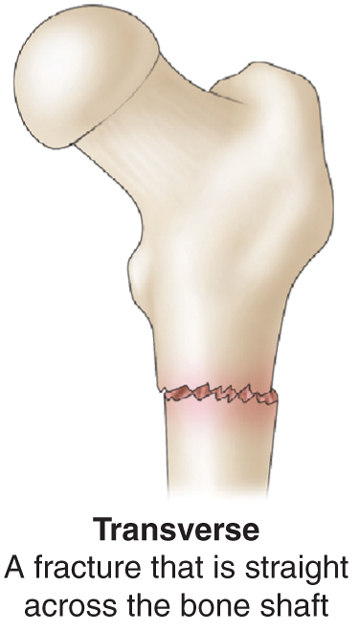 Transverse
A fracture that is straight
across the bone shaft